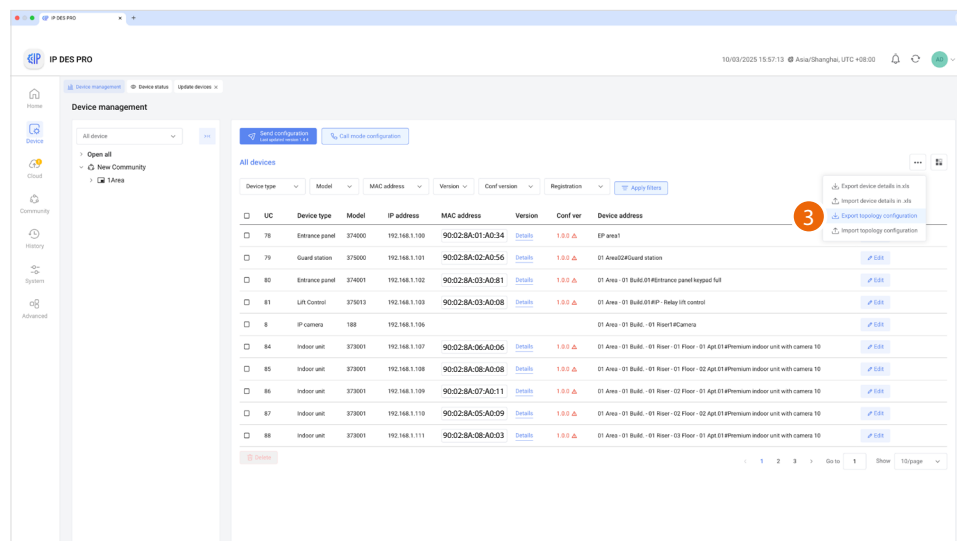 IP DES PRO × +
IP DES PRO
10/03/2025 15:57:13 Asia/Shanghai, UTC +08:00 AD
Device management Device status Update devices ×
Home
Device management
Device
Cloud
Community
History
System
Advanced
All device
Open all
New Community
1Area
Send configuration
Last updated version 1.4.0
Call mode configuration
All devices
Device type Model MAC address Version Conf version Registration Apply filters
Export device details in.xls
Import device details in .xls.
3 Export topology configuration
Import topology configuration
UC Device type Model IP address MAC address Version Conf ver Device address
78 Entrance panel 374000 192.168.1.100 90:02:8A:01:A0:34 Details 1.0.0 EP area1
79 Guard station 375000 192.168.1.101 90:02:8A:02:A0:56 Details 1.0.0 01 Area02#Guard station Edit
80 Entrance panel 374001 192.168.1.102 90:02:8A:03:A0:81 Details 1.0.0 01 Area - 01 Build.01#Entrance panel keypad full Edit
81 Lift Control 375013 192.168.1.103 90:02:8A:03:A0:08 Details 1.0.0 01 Area - 01 Build.01#IP - Relay lift control Edit
8 IP camera 188 192.168.1.106 01 Area - 01 Build. - 01 Riser1#Camera
84 Indoor unit 373001 192.168.1.107 90:02:8A:06:A0:06 Details 1.0.0 01 Area - 01 Build. - 01 Riser - 01 Floor - 01 Apt.01#Premium indoor unit with camera 10 Edit
85 Indoor unit 373001 192.168.1.108 90:02:8A:08:A0:08 Details 1.0.0 01 Area - 01 Build. - 01 Riser - 01 Floor - 02 Apt.01#Premium indoor unit with camera 10 Edit
86 Indoor unit 373001 192.168.1.109 90:02:8A:07:A0:11 Details 1.0.0 01 Area - 01 Build. - 01 Riser - 02 Floor - 01 Apt.01#Premium indoor unit with camera 10 Edit
87 Indoor unit 373001 192.168.1.110 90:02:8A:05:A0:09 Details 1.0.0 01 Area - 01 Build. - 01 Riser - 02 Floor - 02 Apt.01#Premium indoor unit with camera 10 Edit
88 Indoor unit 373001 192.168.1.111 90:02:8A:08:A0:03 Details 1.0.0 01 Area - 01 Build. - 01 Riser - 03 Floor - 01 Apt.01#Premium indoor unit with camera 10 Edit
Delete
< 1 2 3 > Go to 1 Show 10/page